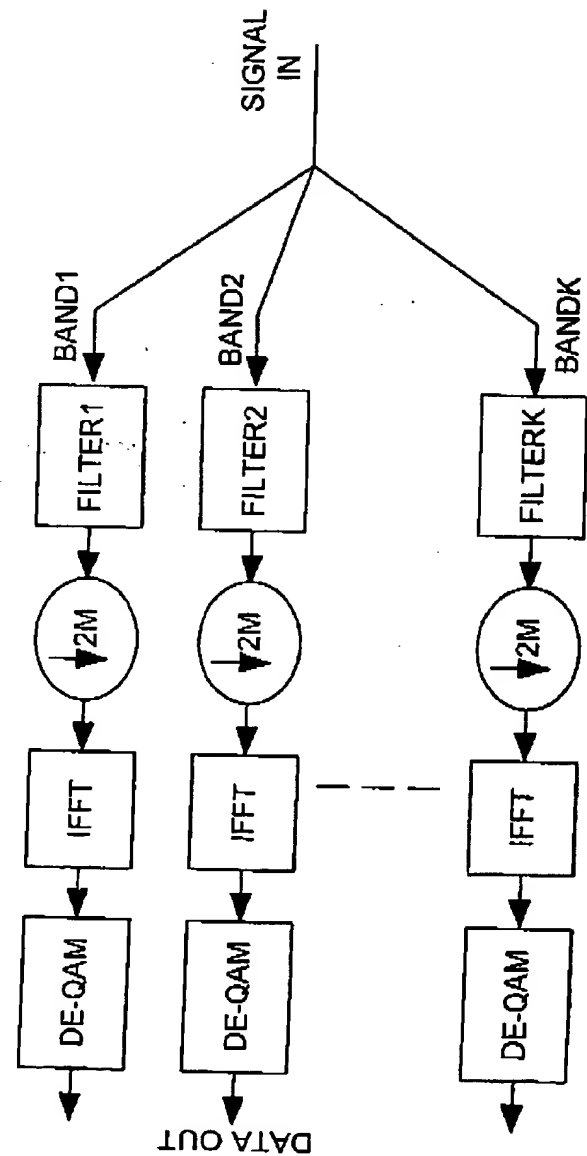 SIGNAL
IN
BAND1
FILTER1
2M
IFFT
DE-QAM
BAND2
FILTER2
2M
IFFT
DE-QAM
BANDK
FILTERK
2M
IFFT
DE-QAM
DATA OUT